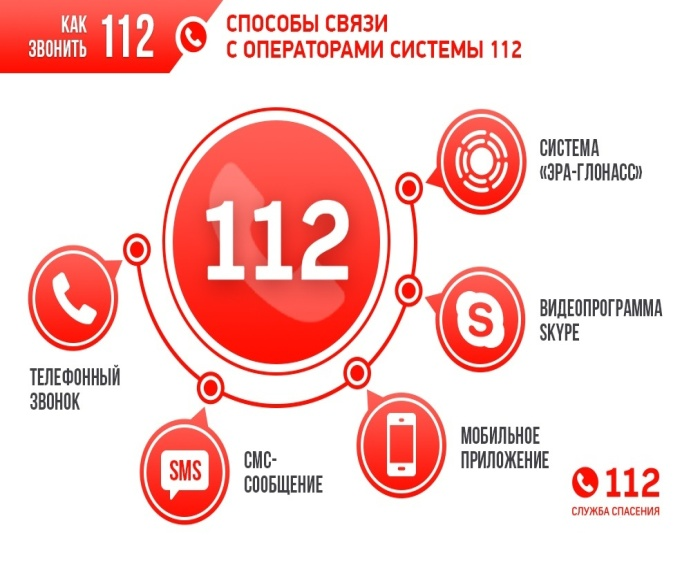 КАК
ЗВОНИТЬ 112
СПОСОБЫ СВЯЗИ
С ОПЕРАТОРАМИ СИСТЕМЫ 112
112
СИСТЕМА
«ЭРА-ГЛОНАСС»
S
ВИДЕОПРОГРАММА
SKYPE
МОБИЛЬНОЕ
ПРИЛОЖЕНИЕ
SMS
СМС-
СООБЩЕНИЕ
ТЕЛЕФОННЫЙ
ЗВОНОК
112
СЛУЖБА СПАСЕНИЯ